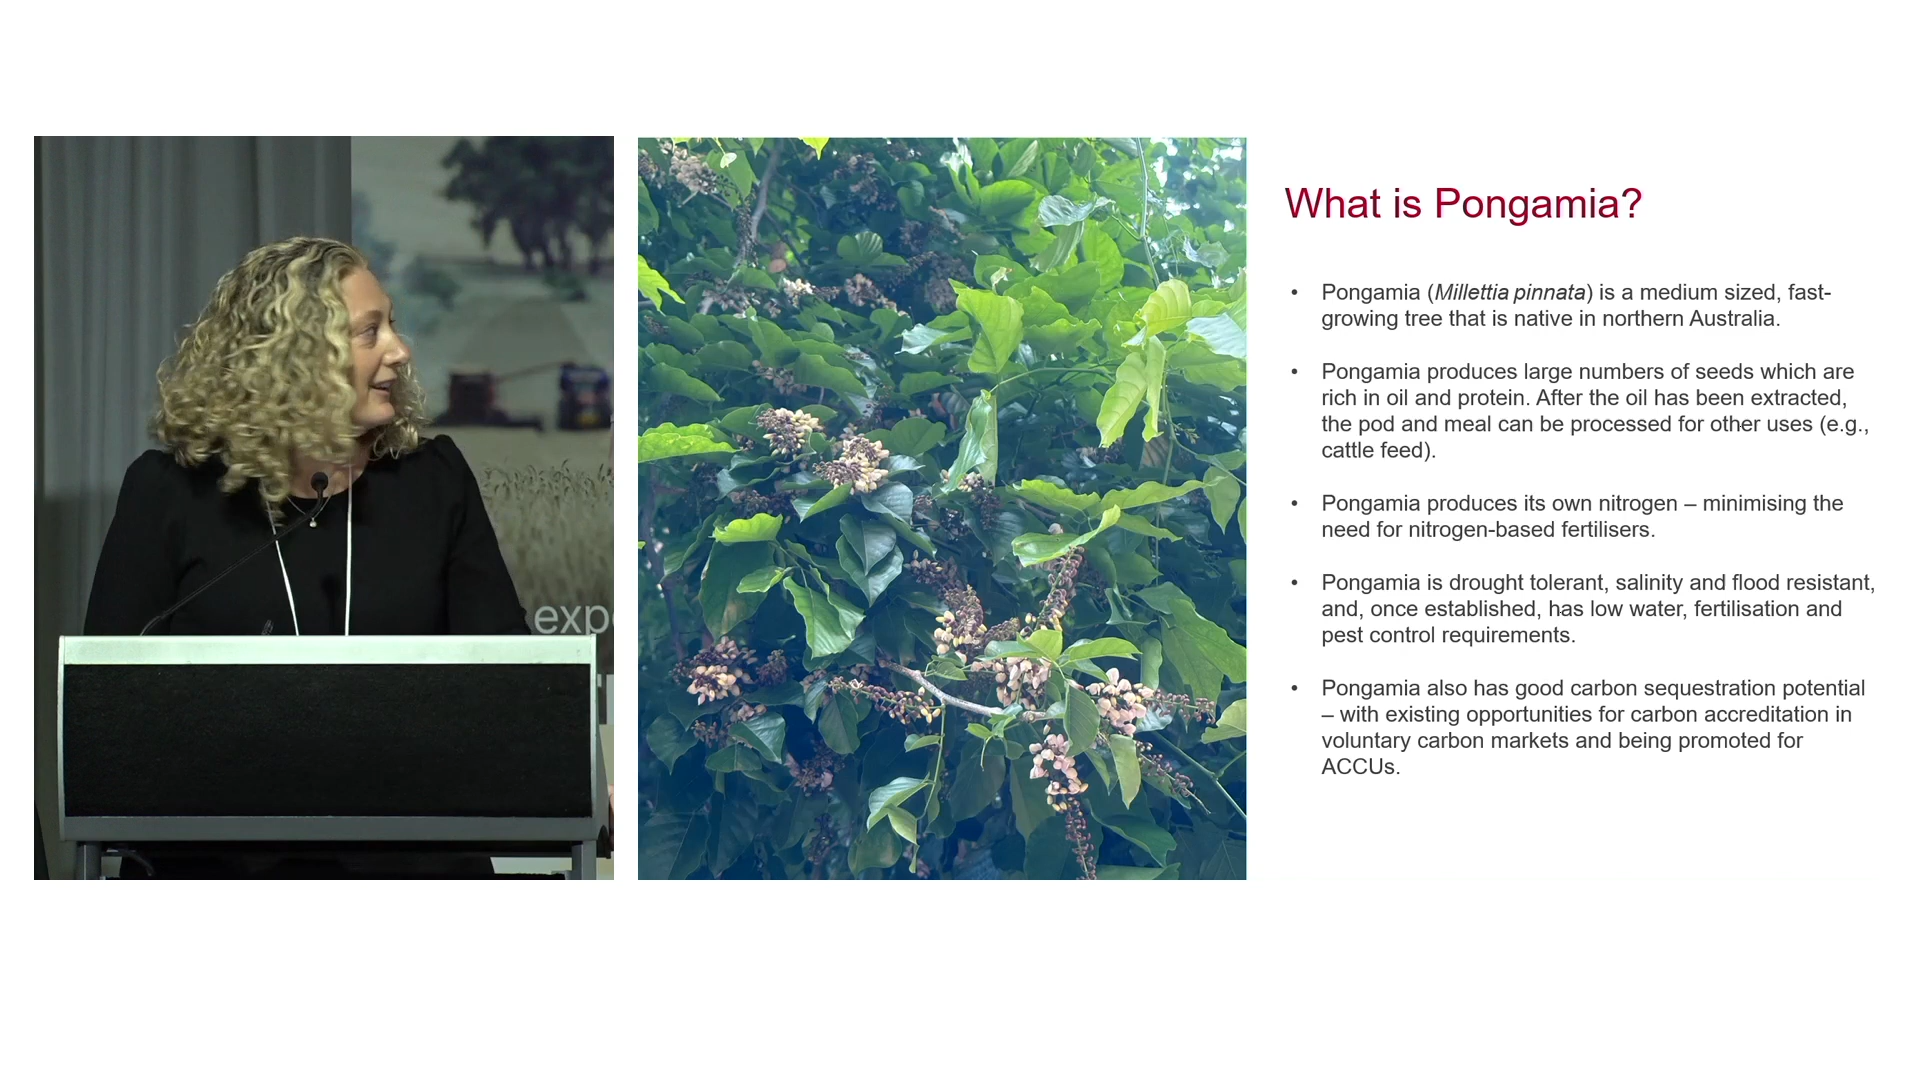 expo
What is Pongamia?
• Pongamia (Millettia pinnata) is a medium sized, fast-
growing tree that is native in northern Australia.
• Pongamia produces large numbers of seeds which are
rich in oil and protein. After the oil has been extracted,
the pod and meal can be processed for other uses (e.g.,
cattle feed).
• Pongamia produces its own nitrogen – minimising the
need for nitrogen-based fertilisers.
• Pongamia is drought tolerant, salinity and flood resistant,
and, once established, has low water, fertilisation and
pest control requirements.
• Pongamia also has good carbon sequestration potential
– with existing opportunities for carbon accreditation in
voluntary carbon markets and being promoted for
ACCUs.